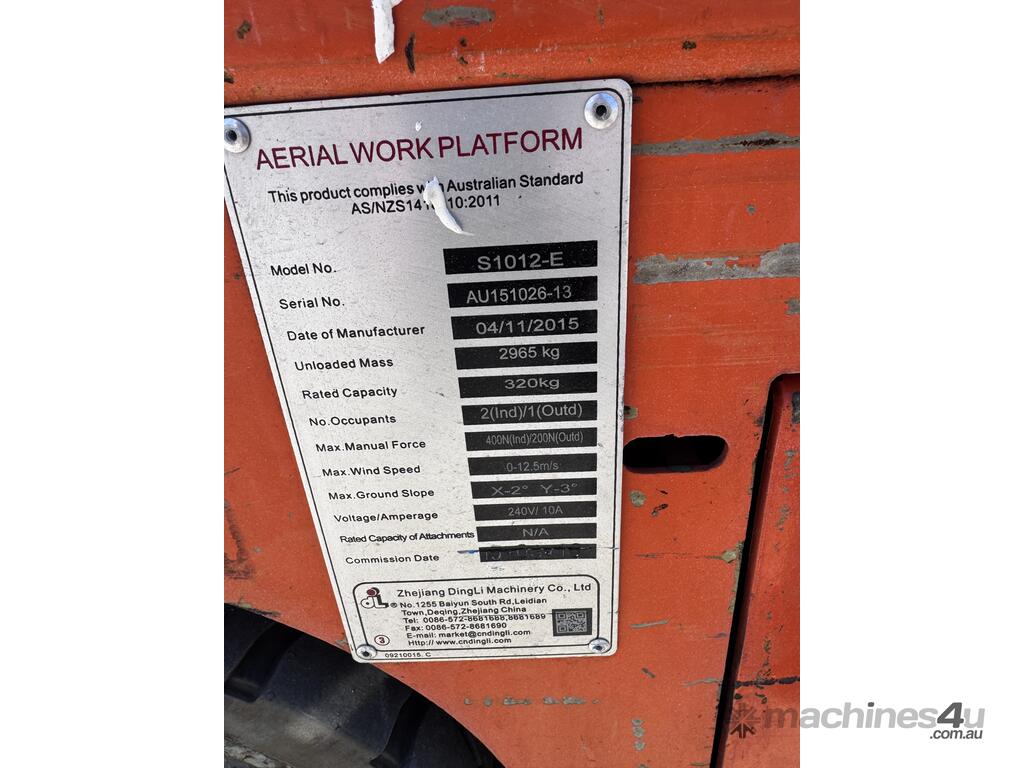 AERIAL WORK PLATFORM
This product complies Australian Standard
10:2011
Model No. S1012-E
Serial No. AU151026-13
Date of Manufacturer 04/11/2015
Unloaded Mass 2965 kg
Rated Capacity 320kg
No.Occupants 2(Ind)/1(Outd)
Max.Manual Force 400N(Ind)/200N(Outd)
Max.Wind Speed 0-12.5m/s
Max.Ground Slope X-2° Y-3°
Voltage/Amperage 240V/ 10A
Rated Capacity of Attachments N/A
Commission Date
Zhejiang DingLi Machinery Co., Ltd
No.1255 Baiyun South Rd,Leidian
Town,Deqing,Zhejiang China
Tel: 0086-572-8681688,8681689
Fax: 0086-572-8681690
E-mail: market@cndingli.com
Http:// www.cndingli.com
3
09210015. C
machines4u
.com.au